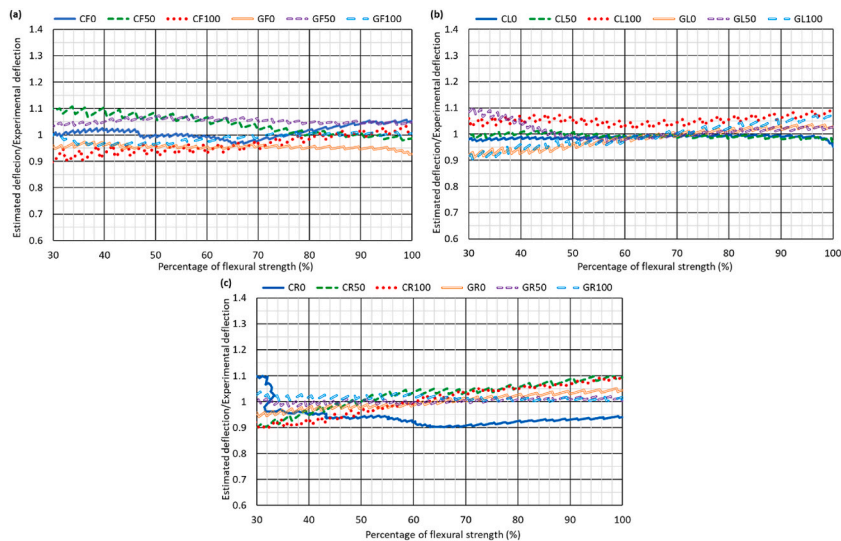 (a)
CF0 CF50 CF100 GF0 GF50 GF100
Estimated deflecion/Experimental deflection
1.4
1.3
1.2
1.1
1
0.9
0.8
0.7
0.6
30 40 50 60 70 80 90 100
Percentage of flexural strength (%)
(b)
CL0 CL50 CL100 GL0 GL50 GL100
Estimated deflection/Experimental deflection
1.4
1.3
1.2
1.1
1
0.9
0.8
0.7
0.6
30 40 50 60 70 80 90 100
Percentage of flexural strength (%)
(c)
CR0 CR50 CR100 GR0 GR50 GR100
Estimated deflection/Experimental deflection
1.4
1.3
1.2
1.1
1
0.9
0.8
0.7
0.6
30 40 50 60 70 80 90 100
Percentage of flexural strength (%)